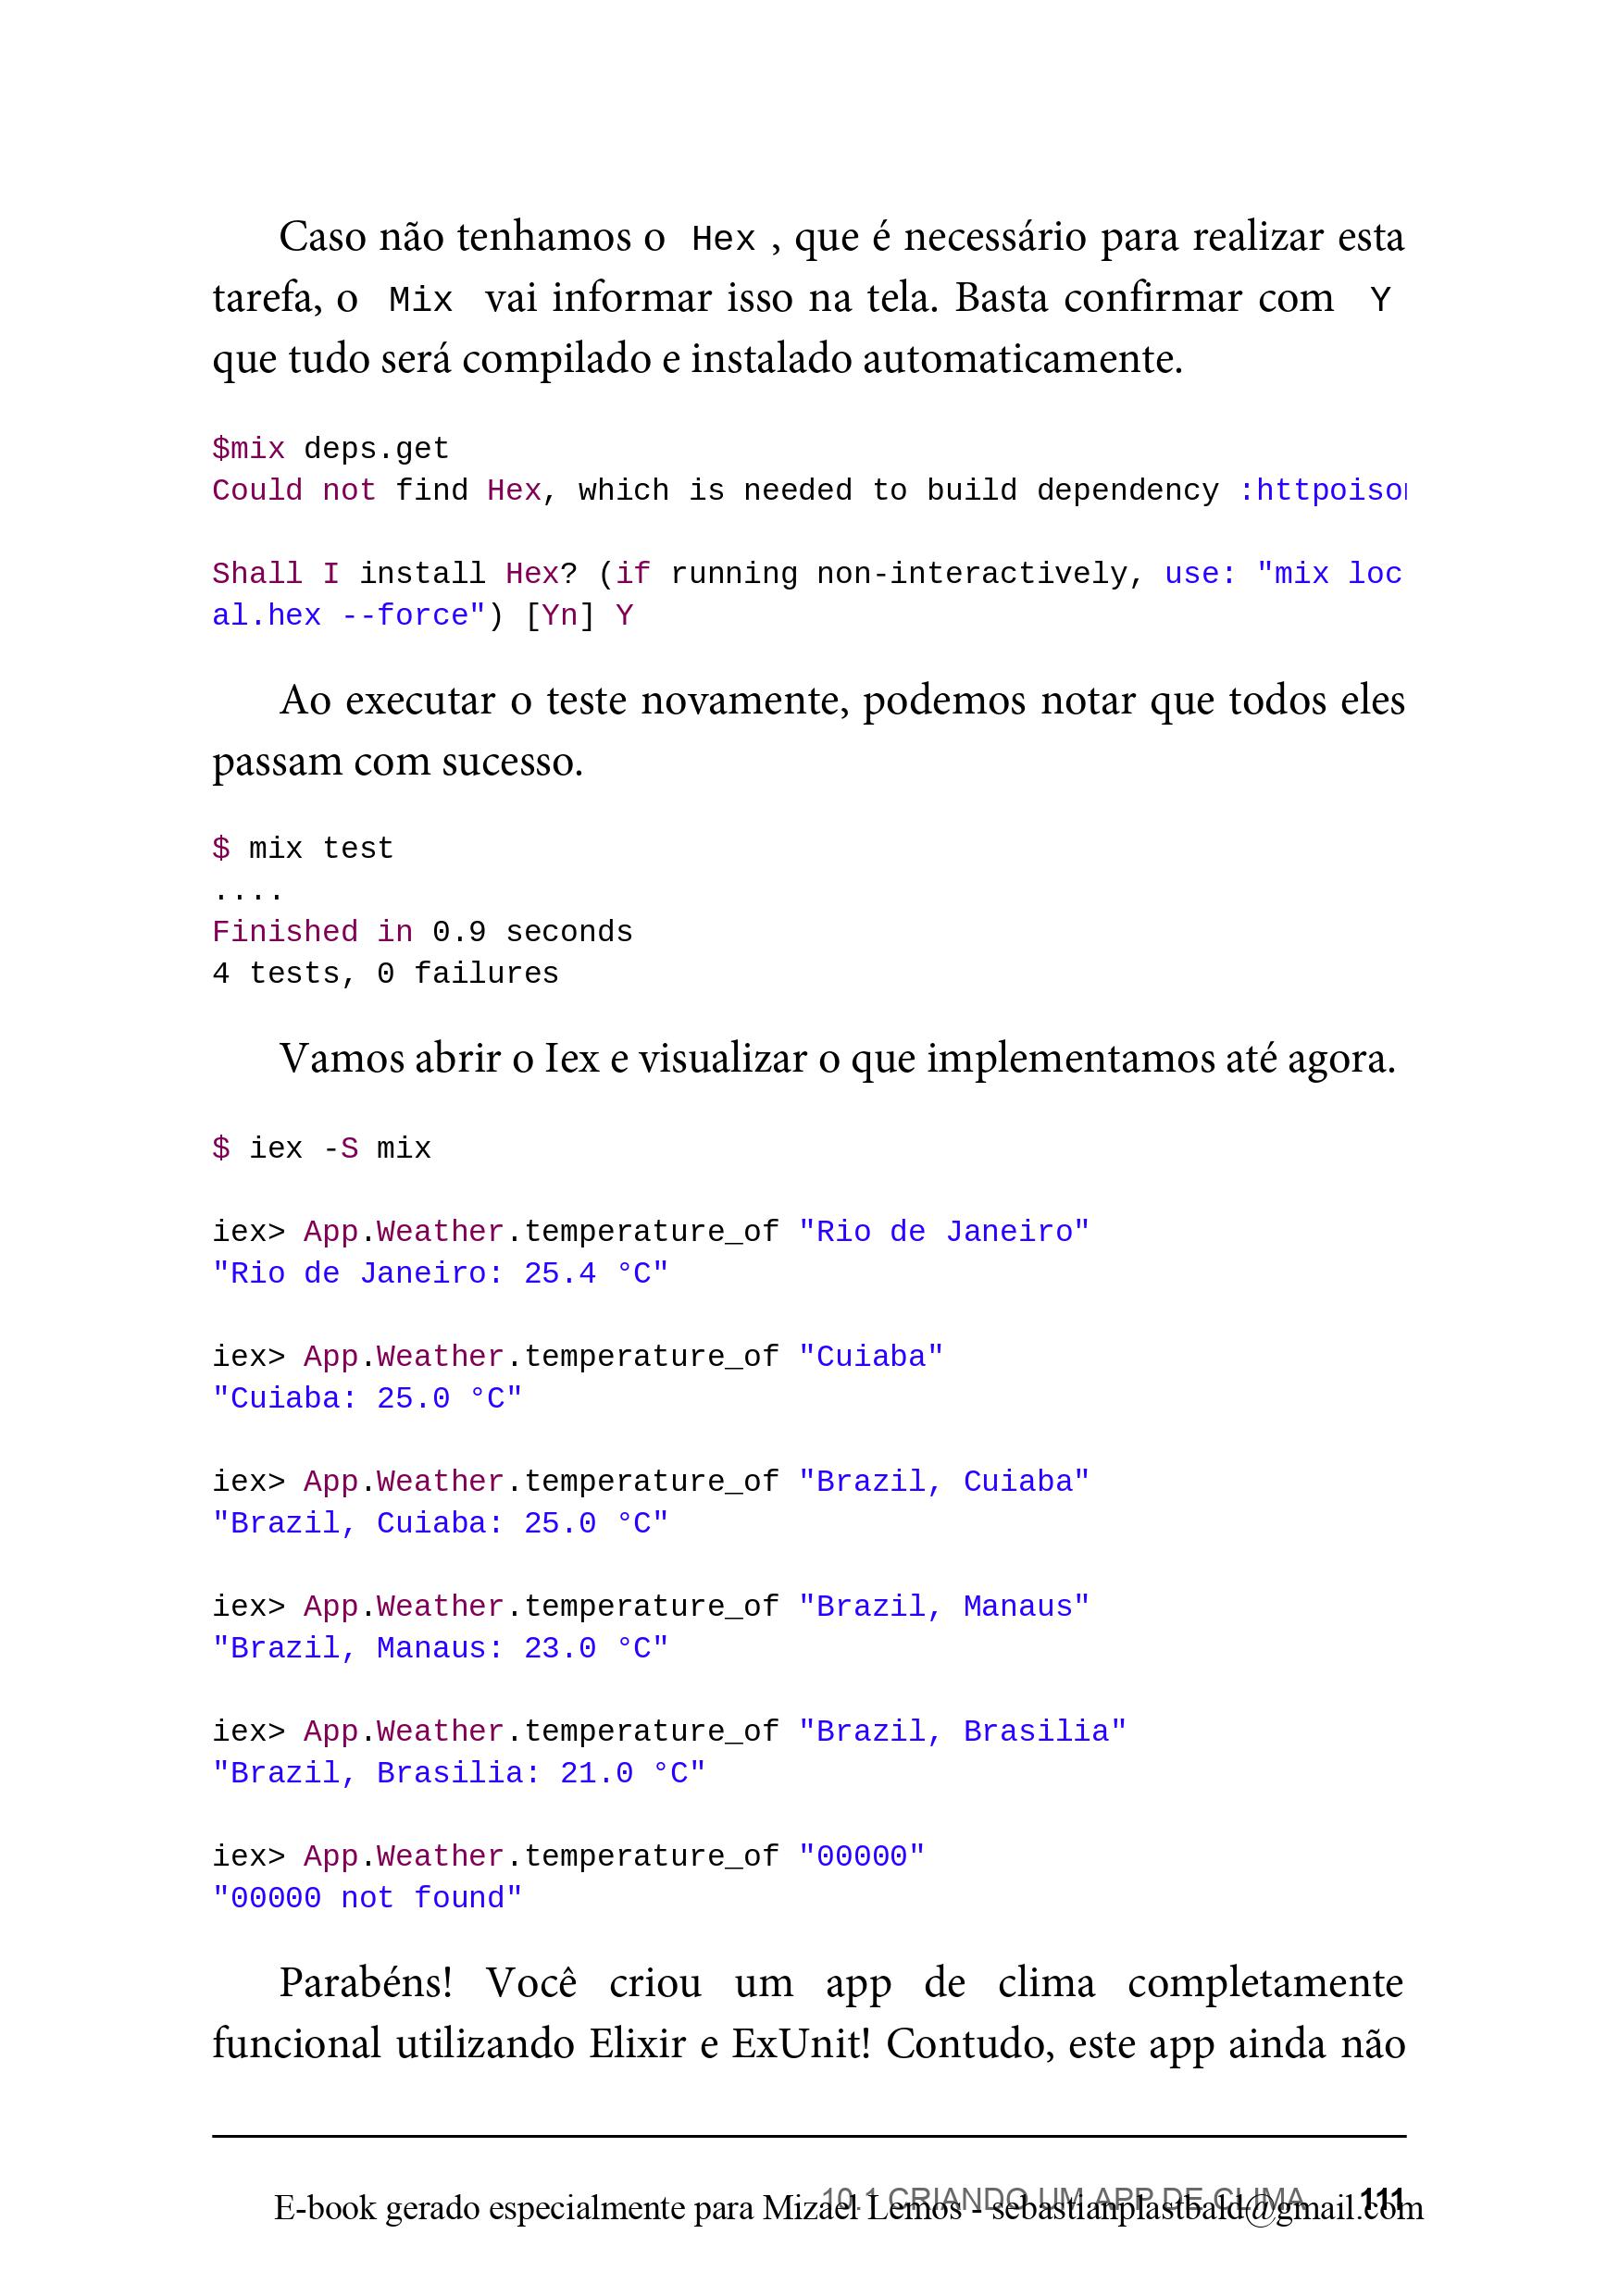 Caso não tenhamos o Hex , que é necessário para realizar esta
tarefa, o Mix vai informar isso na tela. Basta confirmar com Y
que tudo será compilado e instalado automaticamente.
$mix deps.get
Could not find Hex, which is needed to build dependency :httpoison
Shall I install Hex? (if running non-interactively, use: "mix loc
al.hex --force") [Yn] Y
Ao executar o teste novamente, podemos notar que todos eles
passam com sucesso.
$ mix test
....
Finished in 0.9 seconds
4 tests, 0 failures
Vamos abrir o Iex e visualizar o que implementamos até agora.
$ iex -S mix
iex> App.Weather.temperature_of "Rio de Janeiro"
"Rio de Janeiro: 25.4 °C"
iex> App.Weather.temperature_of "Cuiaba"
"Cuiaba: 25.0 °C"
iex> App.Weather.temperature_of "Brazil, Cuiaba"
"Brazil, Cuiaba: 25.0 °C"
iex> App.Weather.temperature_of "Brazil, Manaus"
"Brazil, Manaus: 23.0 °C"
iex> App.Weather.temperature_of "Brazil, Brasilia"
"Brazil, Brasilia: 21.0 °C"
iex> App.Weather.temperature_of "00000"
"00000 not found"
Parabéns! Você criou um app de clima completamente
funcional utilizando Elixir e ExUnit! Contudo, este app ainda não
10.1 CRIANDO UM APP DE CLIMA 111
E-book gerado especialmente para Mizael Lemos - sebastianplastbald@gmail.com